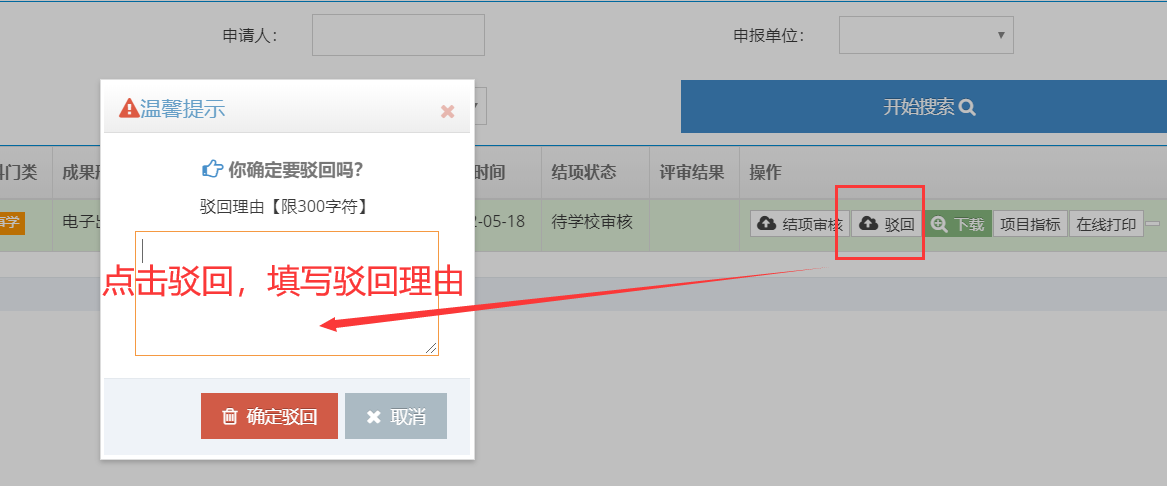 申请人：
申报单位：
温馨提示
开始搜索
你确定要驳回吗？
驳回理由【限300字符】
门类
成果
时间
结项状态
评审结果
操作
学
电子
-05-18
待学校审核
结项审核
驳回
下载
项目指标
在线打印
点击驳回，填写驳回理由
确定驳回
取消